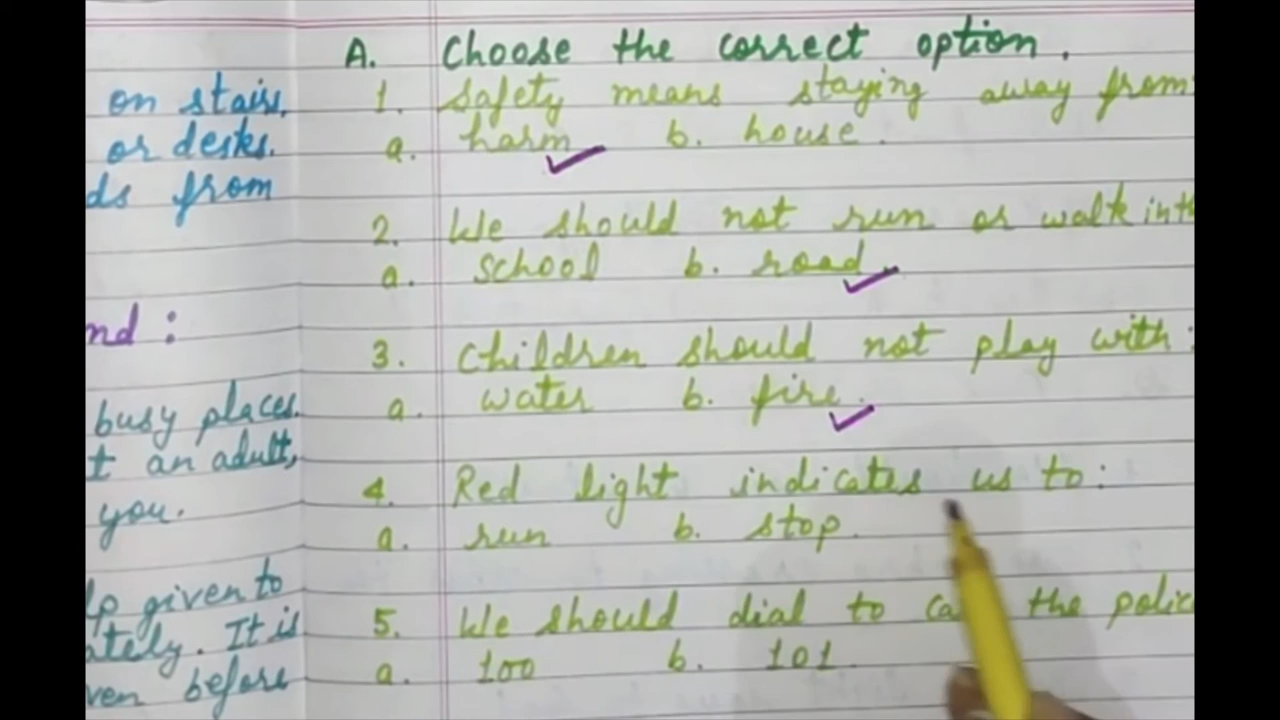 on stairs,
or desks.
ds from
nd :
busy places.
t an adult,
you.
lp given to
ately. It is
ven before
A. Choose the correct option.
1. Safety means staying away from:
a. harm b. house.
2. We should not run or walk into
a. school b. road.
3. Children should not play with :
a. water b. fire.
4. Red light indicates us to :
a. run b. stop.
5. We should dial to the polic
a. 100 b. 101.